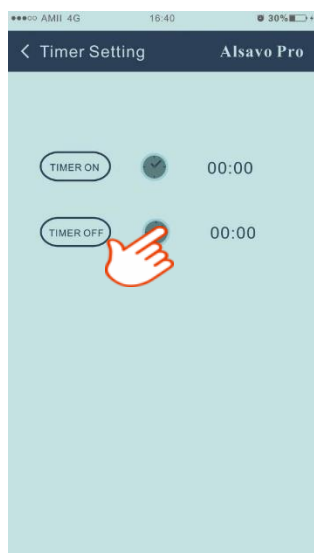 ●●●○○ AMII 4G 16:40 30%
< Timer Setting Alsavo Pro
TIMER ON 00:00
TIMER OFF 00:00